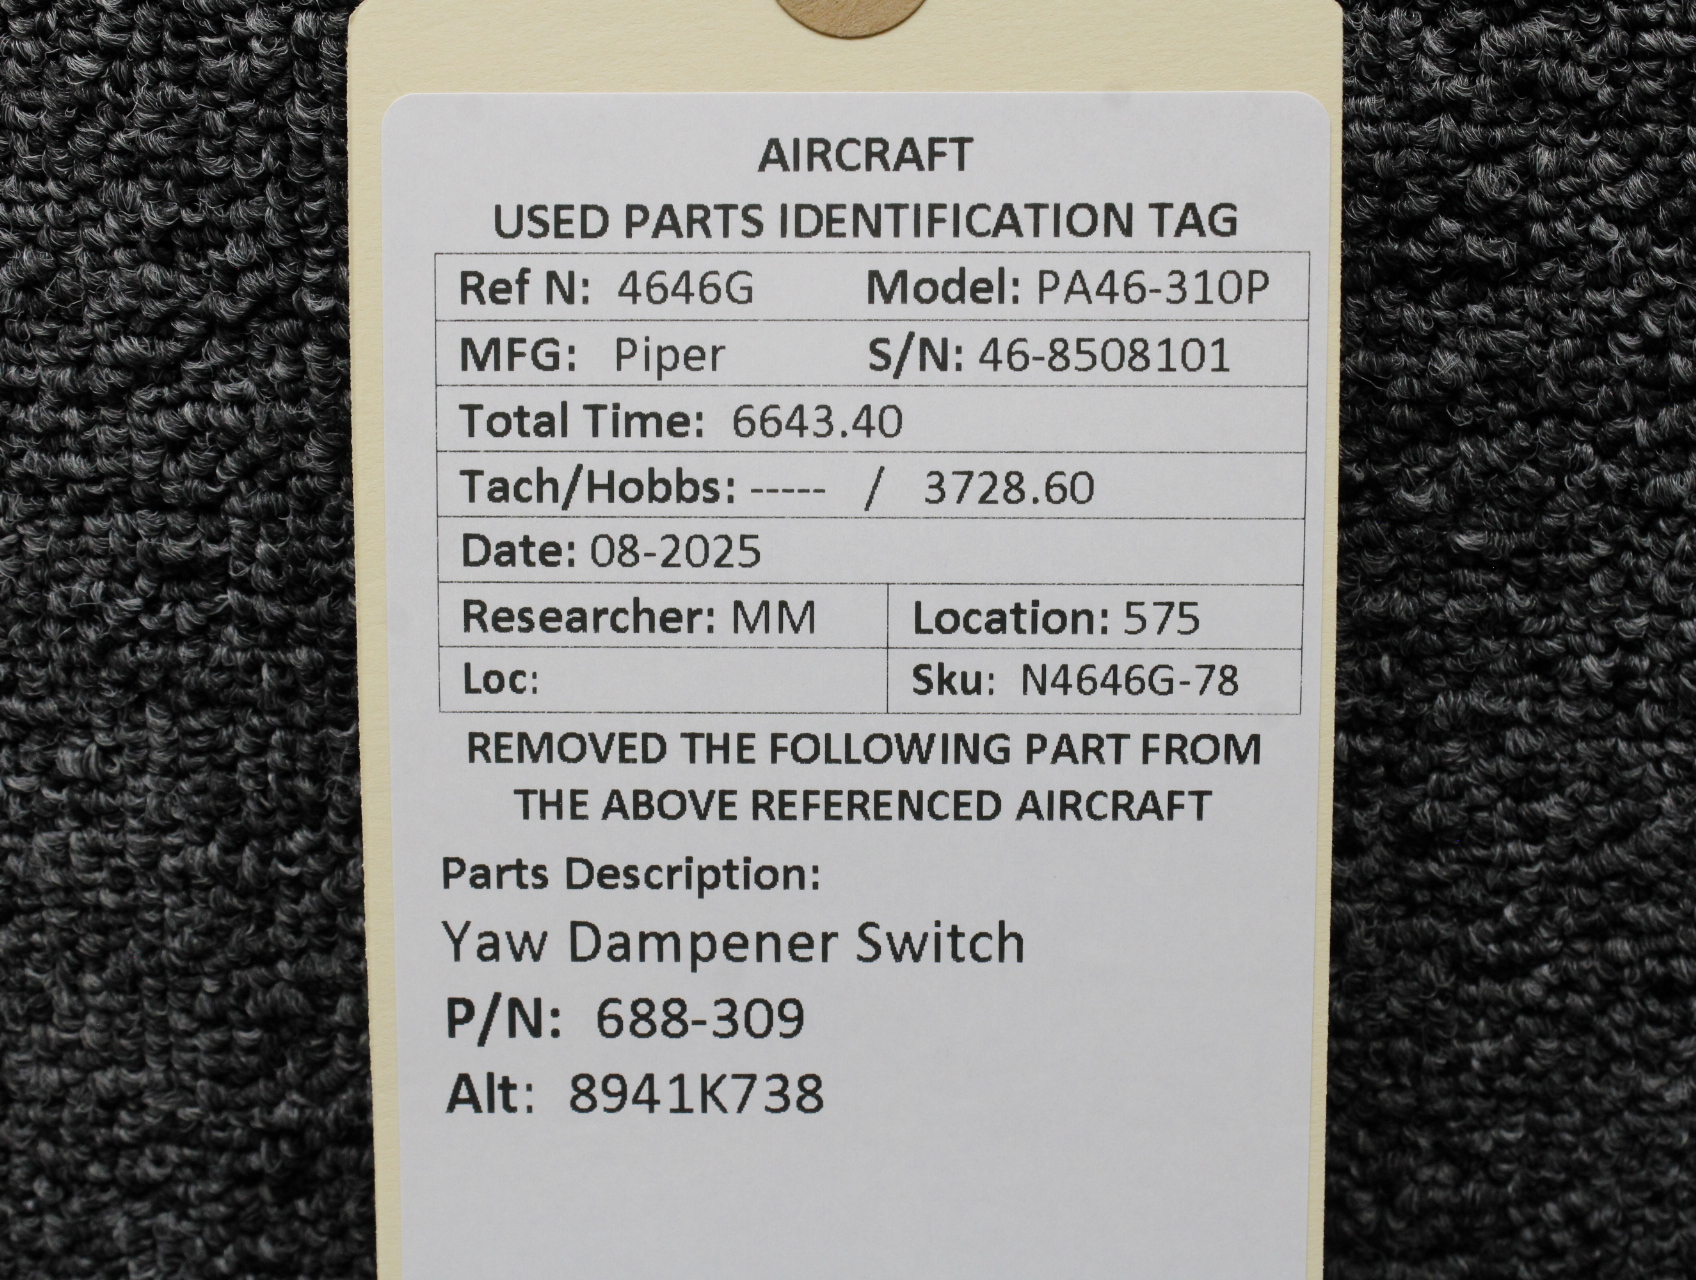 AIRCRAFT
USED PARTS IDENTIFICATION TAG
Ref N: 4646G Model: PA46-310P
MFG: Piper S/N: 46-8508101
Total Time: 6643.40
Tach/Hobbs: ----- / 3728.60
Date: 08-2025
Researcher: MM Location: 575
Loc: Sku: N4646G-78
REMOVED THE FOLLOWING PART FROM
THE ABOVE REFERENCED AIRCRAFT
Parts Description:
Yaw Dampener Switch
P/N: 688-309
Alt: 8941K738